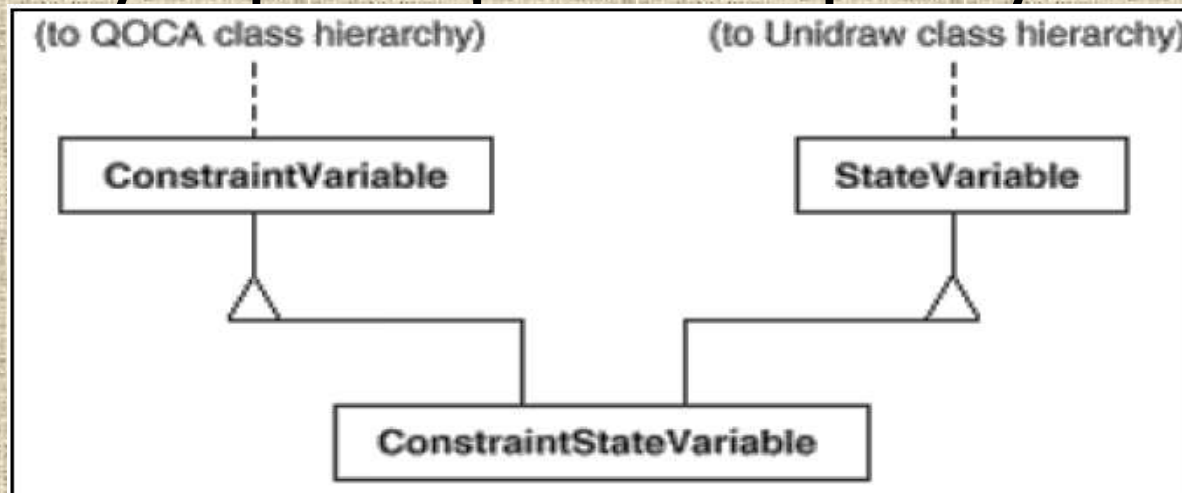 (to QOCA class hierarchy) (to Unidraw class hierarchy)
ConstraintVariable StateVariable
ConstraintStateVariable